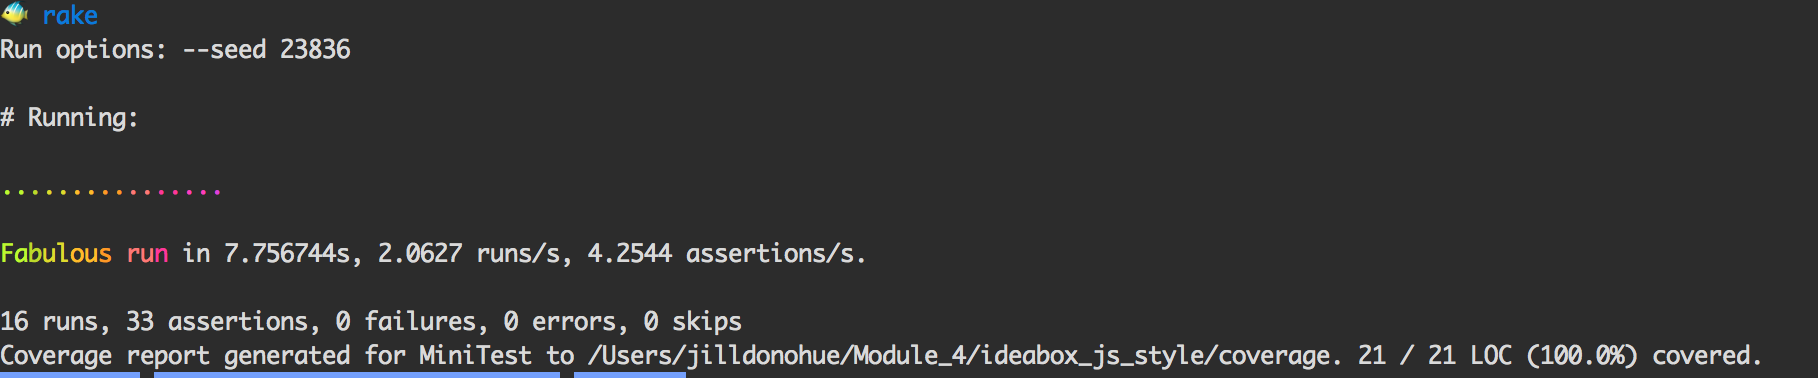 rake
Run options: --seed 23836
# Running:
................
Fabulous run in 7.756744s, 2.0627 runs/s, 4.2544 assertions/s.
16 runs, 33 assertions, 0 failures, 0 errors, 0 skips
Coverage report generated for MiniTest to /Users/jilldonohue/Module_4/ideabox_js_style/coverage. 21 / 21 LOC (100.0%) covered.